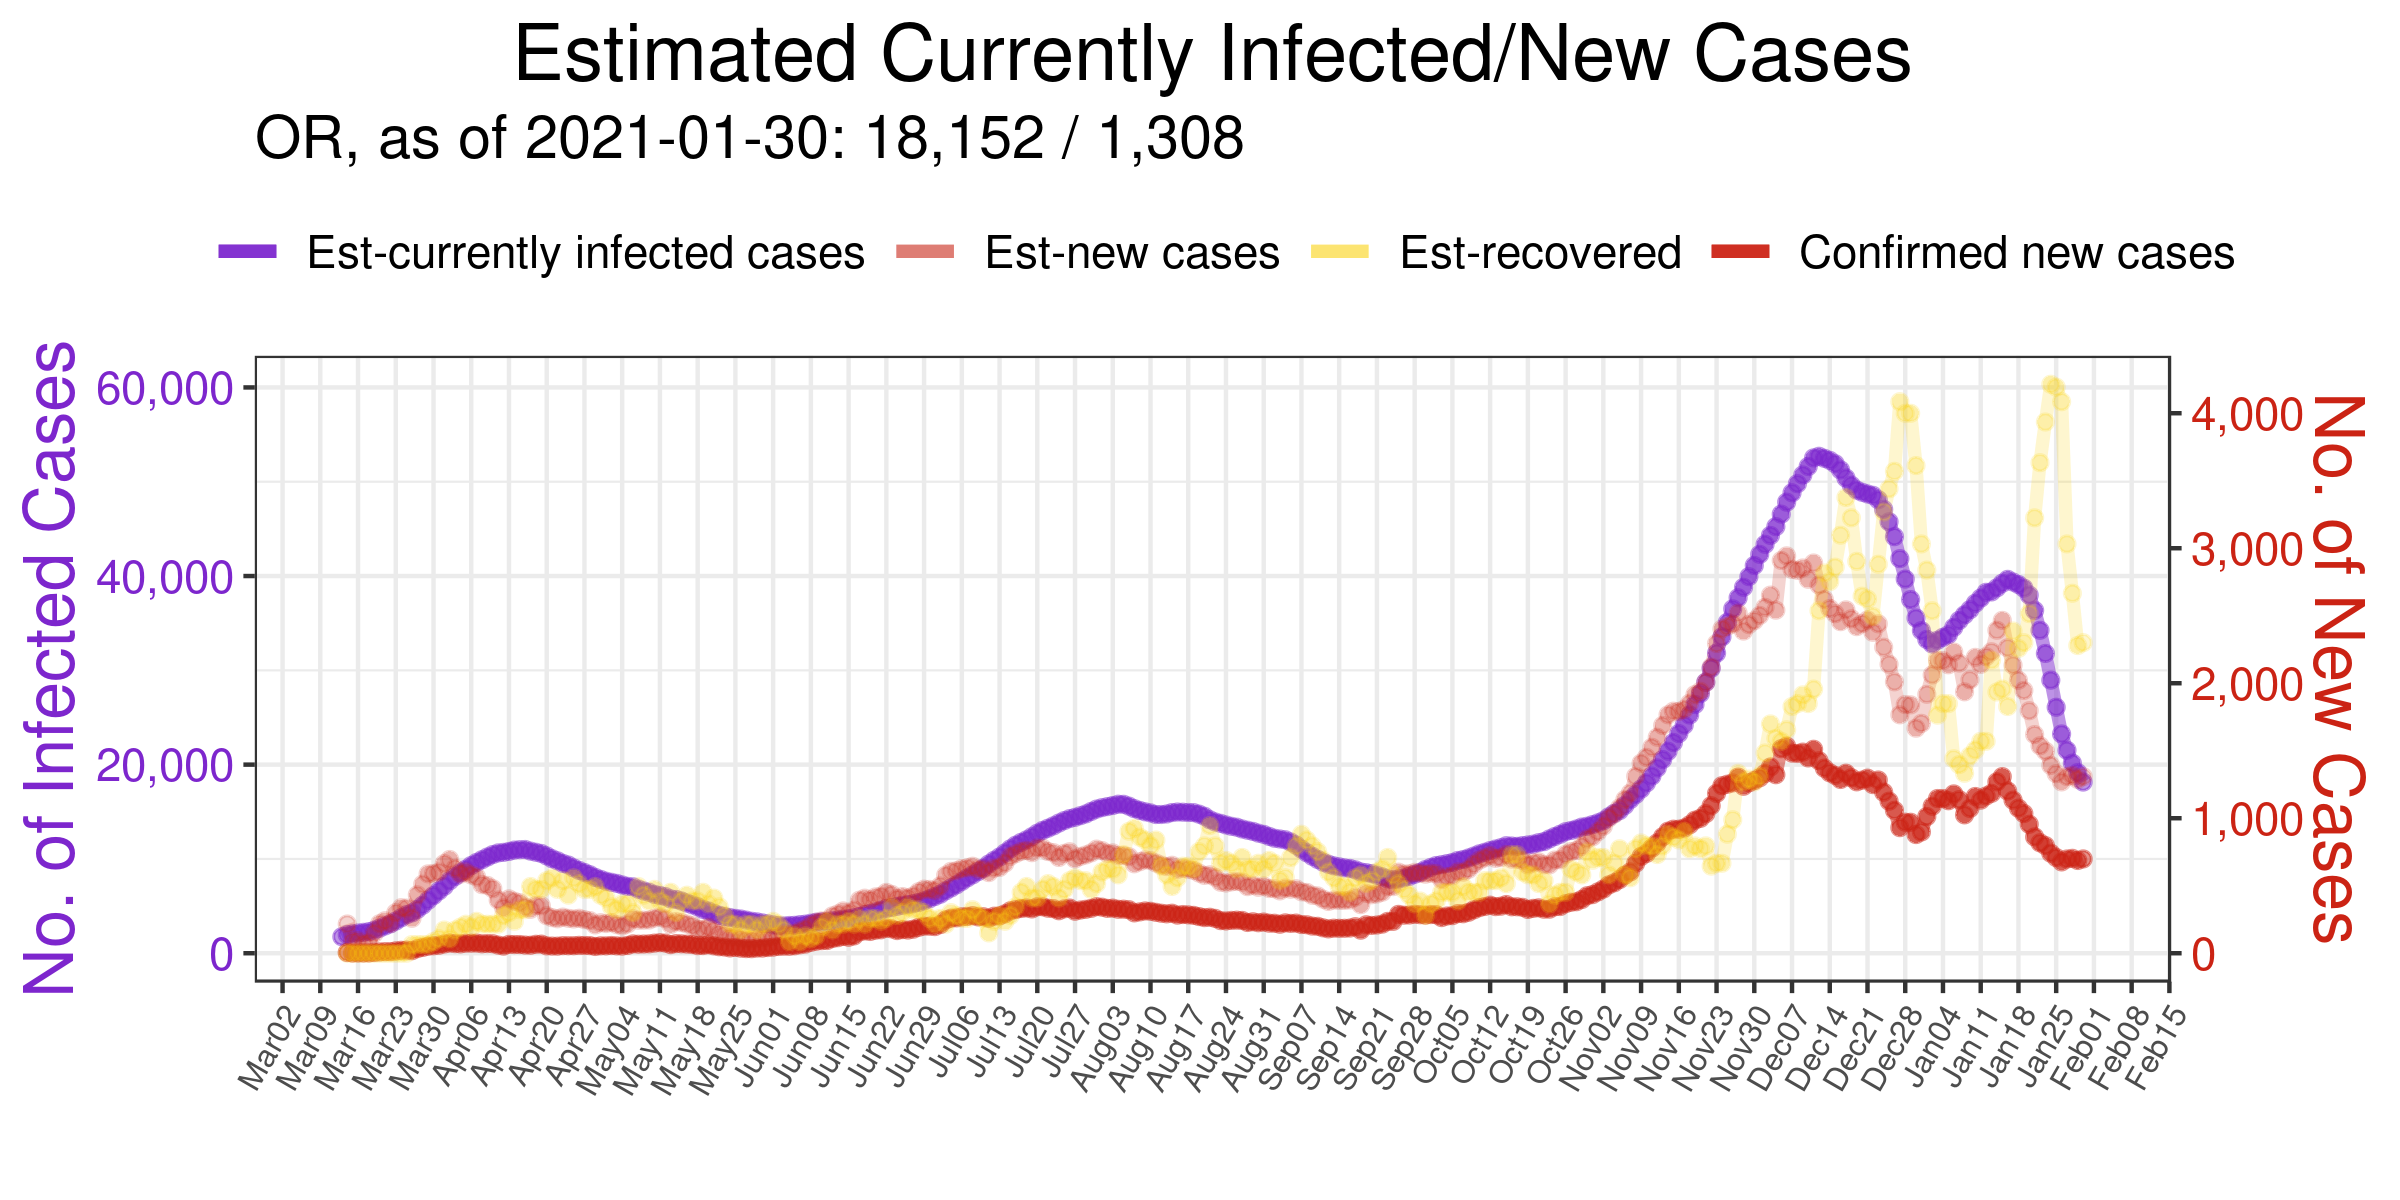 Estimated Currently Infected/New Cases
OR, as of 2021-01-30: 18,152 / 1,308
Est-currently infected cases
Est-new cases
Est-recovered
Confirmed new cases
No. of Infected Cases
60,000
40,000
20,000
0
4,000
3,000
2,000
1,000
0
No. of New Cases
Mar02
Mar09
Mar16
Mar23
Mar30
Apr06
Apr13
Apr20
Apr27
May04
May11
May18
May25
Jun01
Jun08
Jun15
Jun22
Jun29
Jul06
Jul13
Jul20
Jul27
Aug03
Aug10
Aug17
Aug24
Aug31
Sep07
Sep14
Sep21
Sep28
Oct05
Oct12
Oct19
Oct26
Nov02
Nov09
Nov16
Nov23
Nov30
Dec07
Dec14
Dec21
Dec28
Jan04
Jan11
Jan18
Jan25
Feb01
Feb08
Feb15